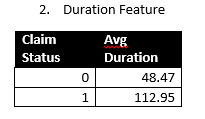 2. Duration Feature
Claim Status Avg Duration
0 48.47
1 112.95